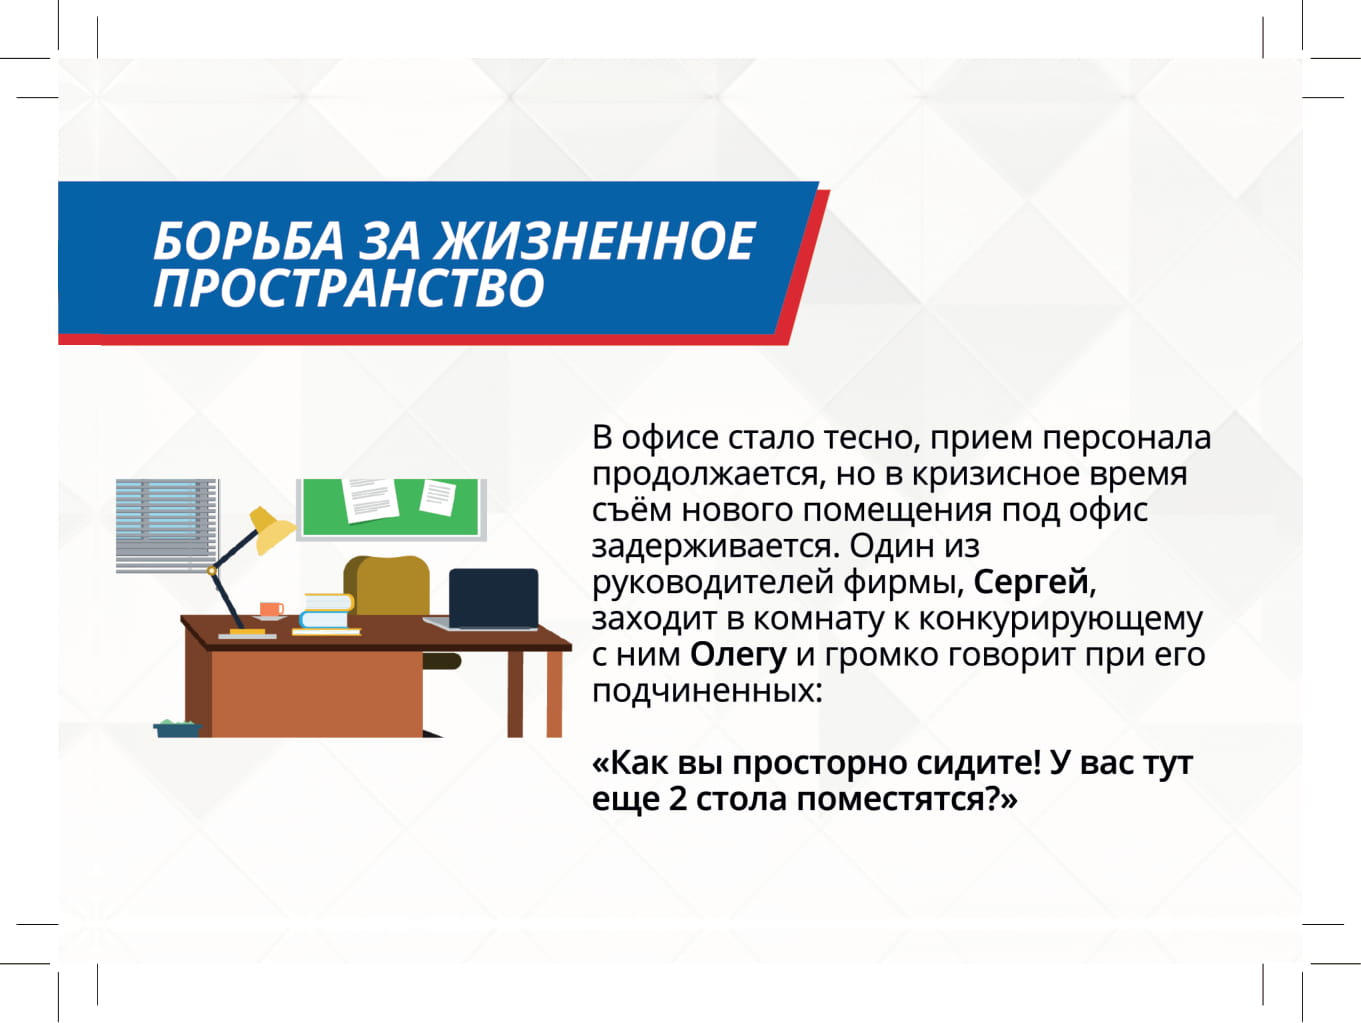 БОРЬБА ЗА ЖИЗНЕННОЕ
ПРОСТРАНСТВО
В офисе стало тесно, прием персонала
продолжается, но в кризисное время
съём нового помещения под офис
задерживается. Один из
руководителей фирмы, Сергей,
заходит в комнату к конкурирующему
с ним Олегу и громко говорит при его
подчиненных:
«Как вы просторно сидите! У вас тут
еще 2 стола поместятся?»